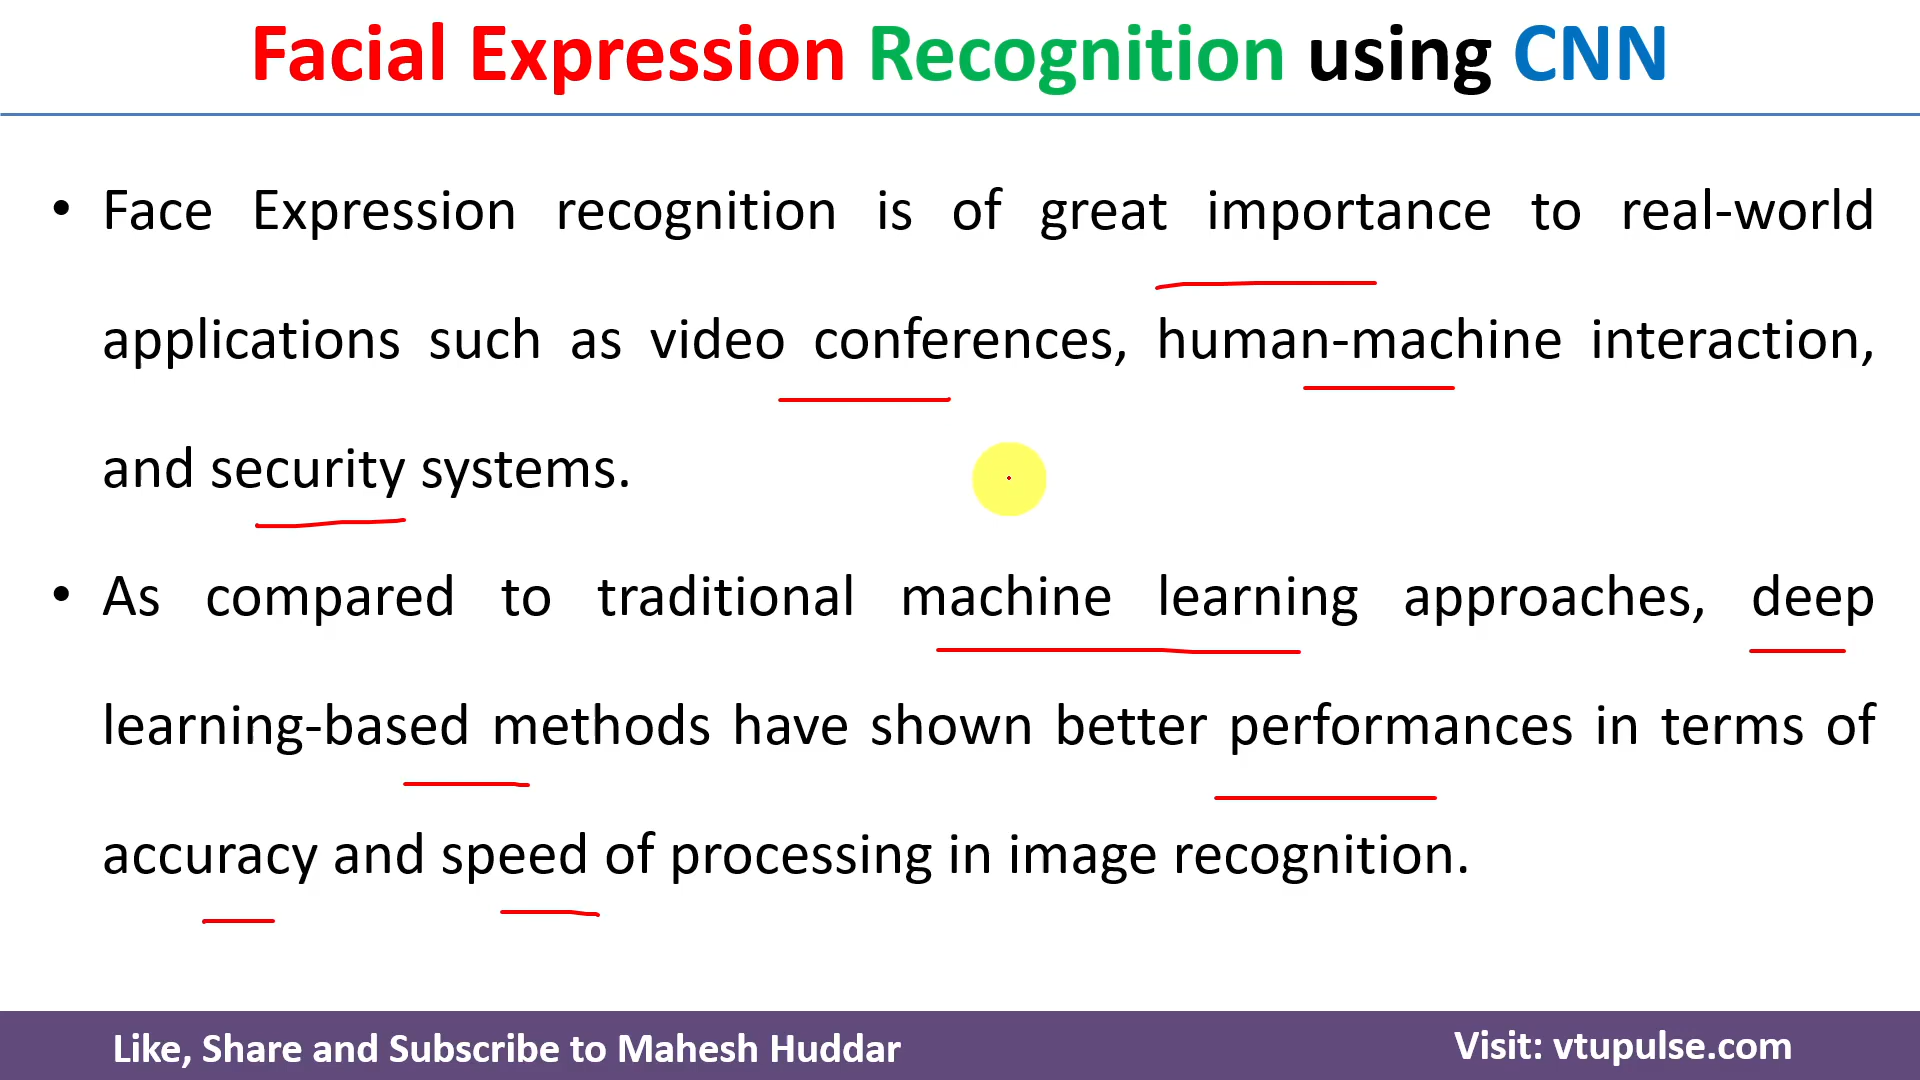 Facial Expression Recognition using CNN
• Face Expression recognition is of great importance to real-world
applications such as video conferences, human-machine interaction,
and security systems.
• As compared to traditional machine learning approaches, deep
learning-based methods have shown better performances in terms of
accuracy and speed of processing in image recognition.
Like, Share and Subscribe to Mahesh Huddar
Visit: vtupulse.com